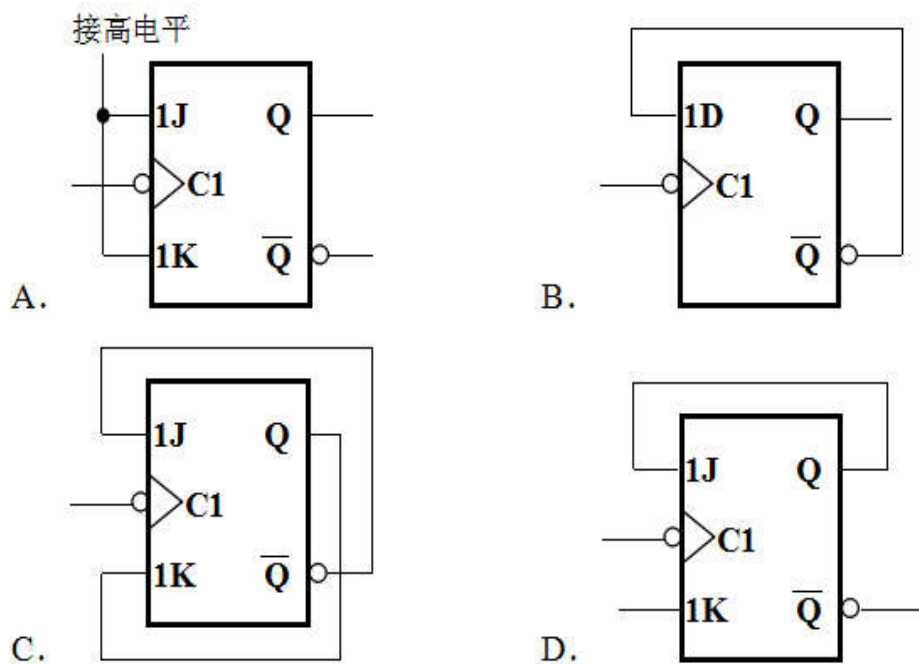 接高电平
1J Q
C1
1K Q̅
A.
1D Q
C1
Q̅
B.
1J Q
C1
1K Q̅
C.
1J Q
C1
1K Q̅
D.